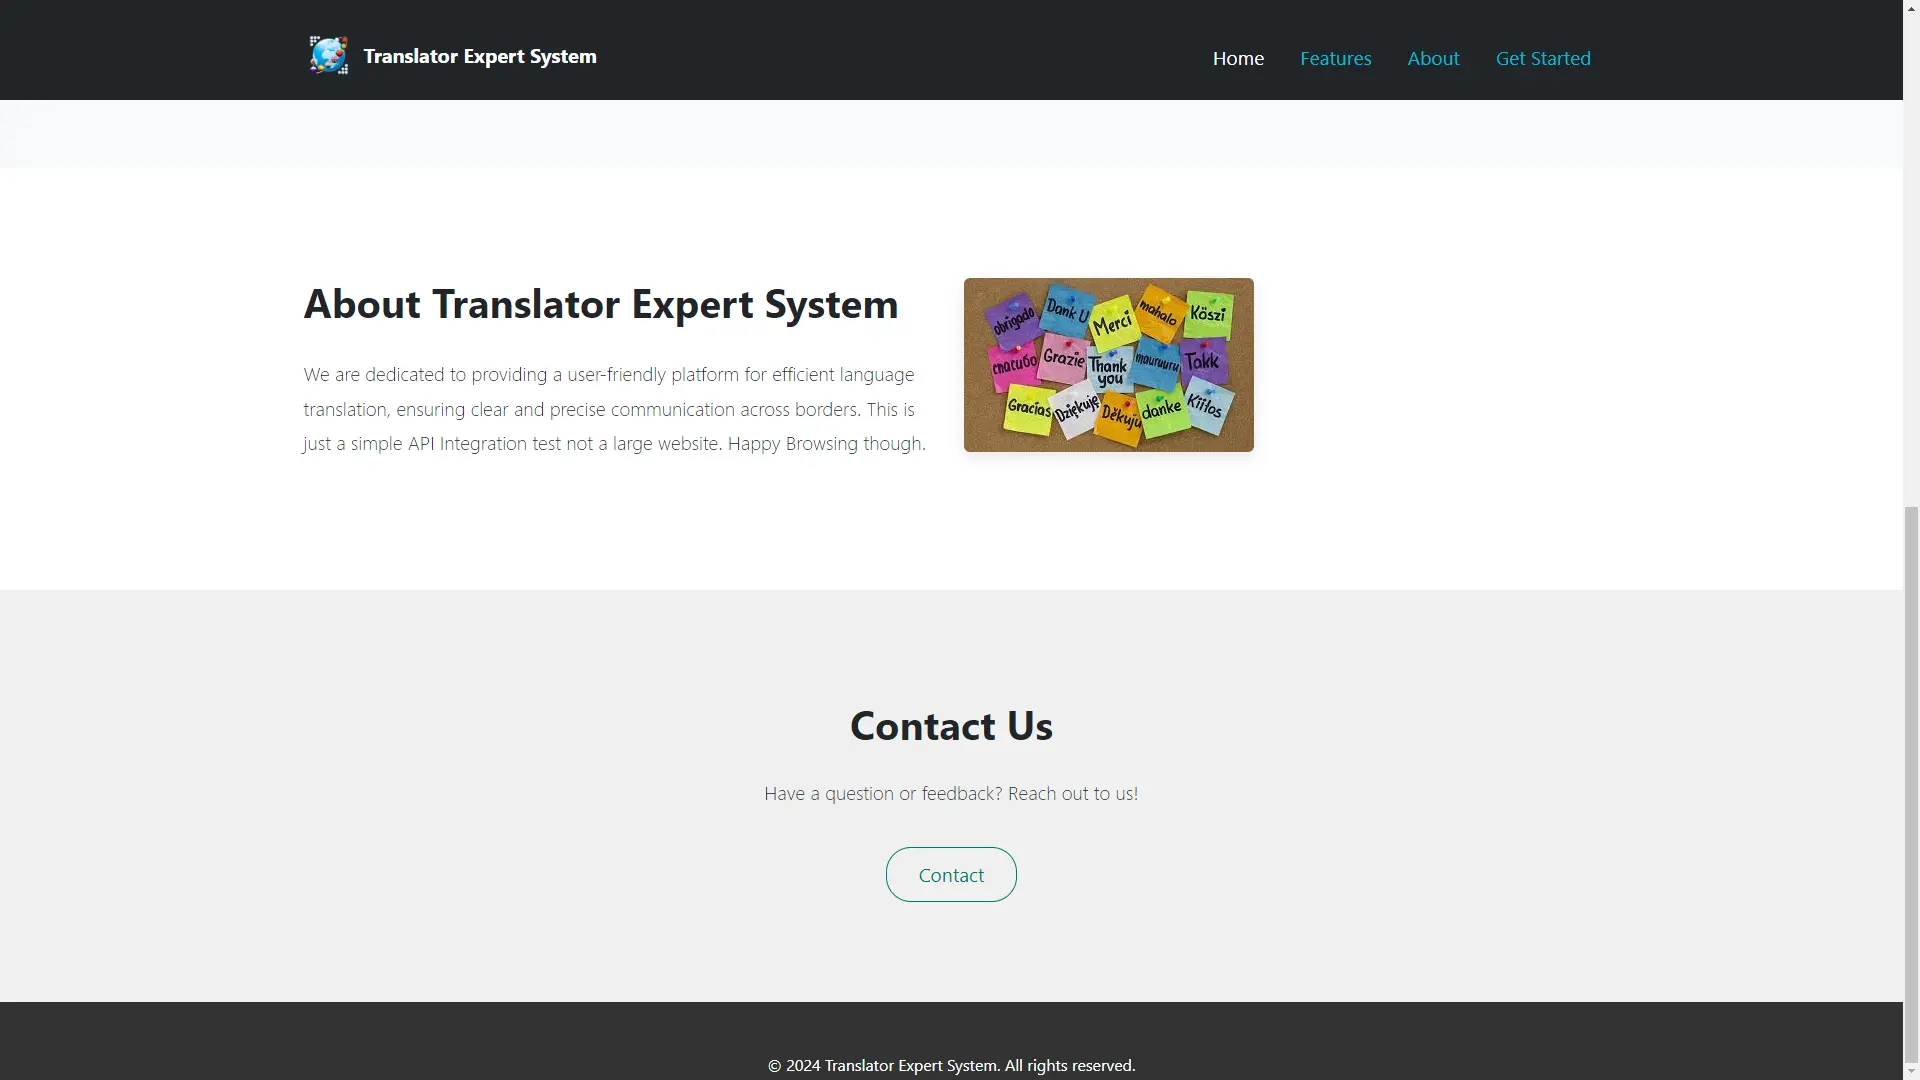 Translator Expert System
Home
Features
About
Get Started
About Translator Expert System
We are dedicated to providing a user-friendly platform for efficient language
translation, ensuring clear and precise communication across borders. This is
just a simple API Integration test not a large website. Happy Browsing though.
obrigado
Dank U
Merci
mahalo
Köszi
спасибо
Grazie
Thank
you
mauruuru
Takk
Gracias
Dziękuję
Děkuju
danke
Kiitos
Contact Us
Have a question or feedback? Reach out to us!
Contact
© 2024 Translator Expert System. All rights reserved.